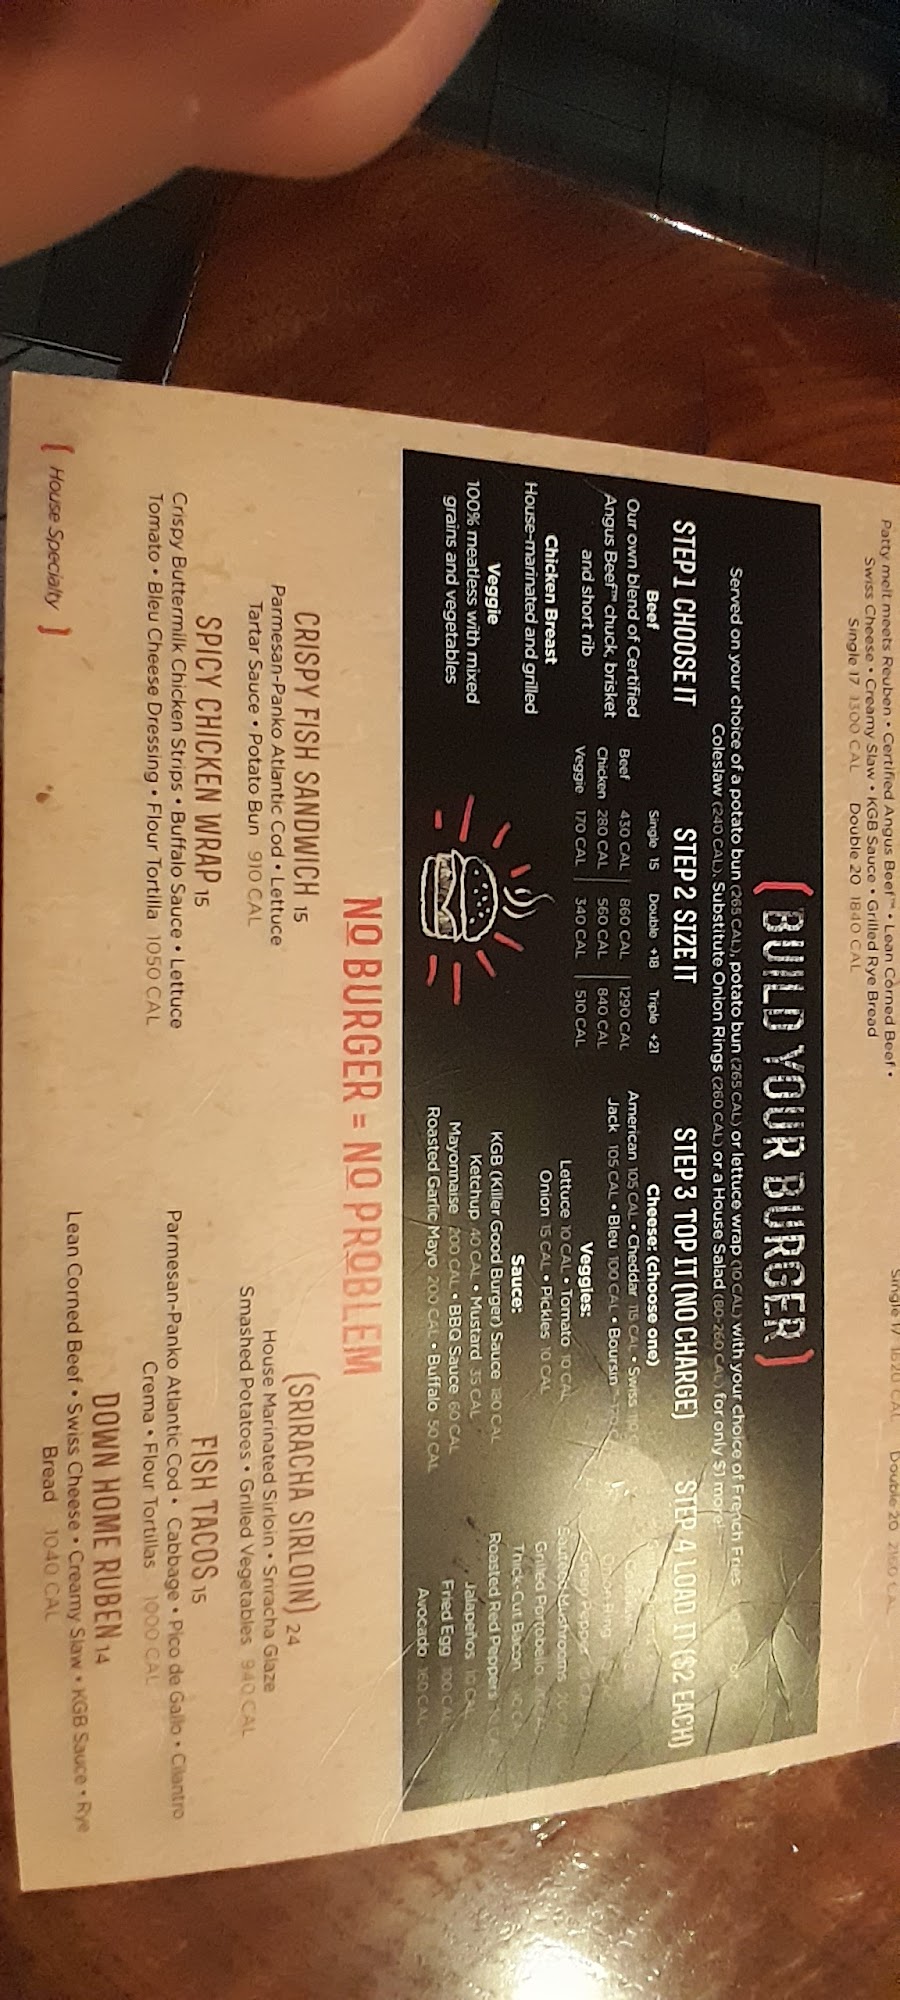 Patty melt meets Reuben • Certified Angus Beef™ • Lean Corned Beef •
Swiss Cheese • Creamy Slaw • KGB Sauce • Grilled Rye Bread
Single 17 1300 CAL Double 20 1840 CAL
Double 20 2160 CAL
( BUILD YOUR BURGER )
Served on your choice of a potato bun (265 CAL), potato bun (265 CAL) or lettuce wrap (10 CAL) with your choice of French Fries
Coleslaw (240 CAL). Substitute Onion Rings (260 CAL) or a House Salad (80-260 CAL) for only $1 more
STEP 1 CHOOSE IT
Beef
Our own blend of Certified
Angus Beef™ chuck, brisket
and short rib
Chicken Breast
House-marinated and grilled
Veggie
100% meatless with mixed
grains and vegetables
STEP 2 SIZE IT
Single 15 Double +18 Triple +21
Beef 430 CAL 860 CAL 1290 CAL
Chicken 280 CAL 560 CAL 840 CAL
Veggie 170 CAL 340 CAL 510 CAL
STEP 3 TOP IT (NO CHARGE)
Cheese: (choose one)
American 105 CAL • Cheddar 115 CAL • Swiss
Jack 105 CAL • Bleu 100 CAL • Boursin
Veggies:
Lettuce 10 CAL • Tomato 10 CAL
Onion 15 CAL • Pickles 10 CAL
Sauce:
KGB (Killer Good Burger) Sauce 180 CAL
Ketchup 40 CAL • Mustard 35 CAL
Mayonnaise 200 CAL • BBQ Sauce 60 CAL
Roasted Garlic Mayo 200 CAL • Buffalo 50 CAL
STEP 4 LOAD IT ($2 EACH)
Sautéed Mushrooms
Grilled Portobello
Thick-Cut Bacon
Roasted Red Peppers
Jalapeños 10 CAL
Fried Egg 100 CAL
Avocado 160 CAL
NO BURGER = NO PROBLEM
CRISPY FISH SANDWICH 15
Parmesan-Panko Atlantic Cod • Lettuce
Tartar Sauce • Potato Bun 910 CAL
SPICY CHICKEN WRAP 15
Crispy Buttermilk Chicken Strips • Buffalo Sauce • Lettuce
Tomato • Bleu Cheese Dressing • Flour Tortilla 1050 CAL
(SRIRACHA SIRLOIN) 24
House Marinated Sirloin • Sriracha Glaze
Smashed Potatoes • Grilled Vegetables 940 CAL
FISH TACOS 15
Parmesan-Panko Atlantic Cod • Cabbage • Pico de Gallo • Cilantro
Crema • Flour Tortillas 1000 CAL
DOWN HOME RUBEN 14
Lean Corned Beef • Swiss Cheese • Creamy Slaw • KGB Sauce • Rye
Bread 1040 CAL
( House Specialty )